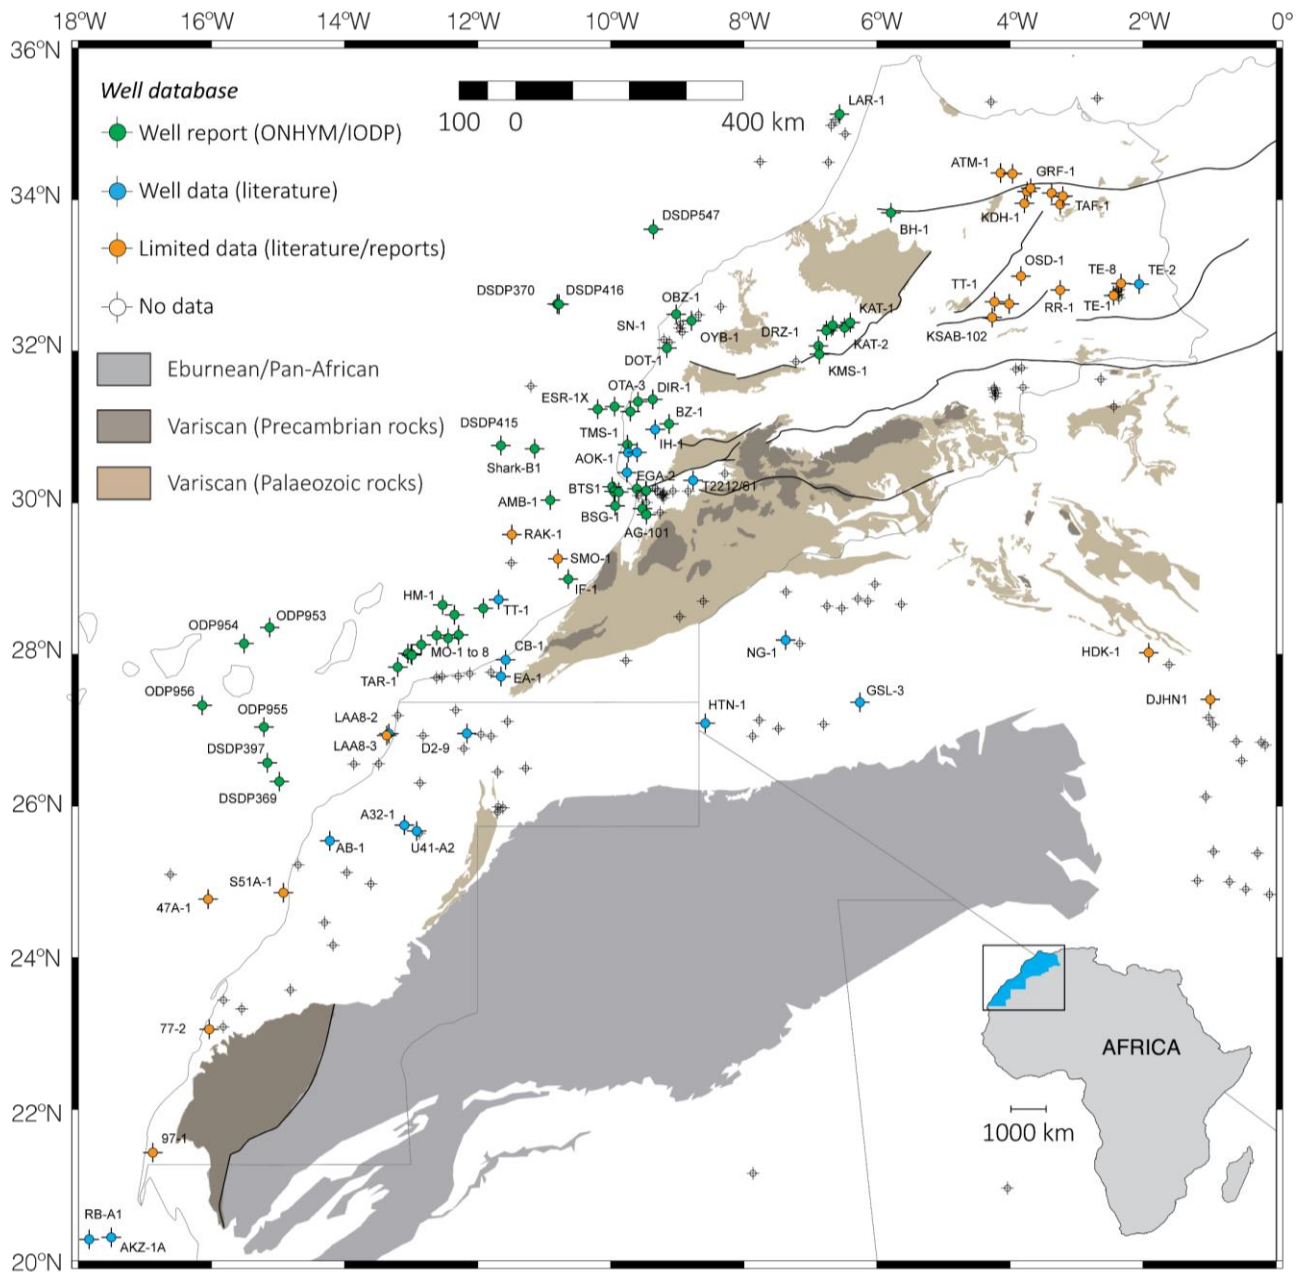 18°W 16°W 14°W 12°W 10°W 8°W 6°W 4°W 2°W 0°
36°N
Well database
Well report (ONHYM/IODP)
Well data (literature)
Limited data (literature/reports)
No data
Eburnean/Pan-African
Variscan (Precambrian rocks)
Variscan (Palaeozoic rocks)
100 0 400 km
LAR-1
ATM-1
GRF-1
34°N
KDH-1
TAF-1
DSDP547
BH-1
OSD-1
TE-8
TE-2
TT-1
RR-1
TE-1
DSDP370
DSDP416
OBZ-1
KAT-1
SN-1
OYB-1
DRZ-1
KSAB-102
32°N
KAT-2
DOT-1
KMS-1
OTA-3
DIR-1
ESR-1X
BZ-1
DSDP415
TMS-1
IH-1
AOK-1
Shark-B1
EGA-2
T2212/61
BTS1
30°N
AMB-1
BSG-1
AG-101
RAK-1
SMO-1
IF-1
HM-1
TT-1
ODP953
ODP954
28°N
MO-1 to 8
CB-1
NG-1
HDK-1
TAR-1
EA-1
ODP956
GSL-3
DJHN1
ODP955
LAA8-2
HTN-1
DSDP397
LAA8-3
D2-9
DSDP369
26°N
A32-1
AB-1
U41-A2
S51A-1
47A-1
24°N
77-2
AFRICA
22°N
1000 km
97-1
RB-A1
AKZ-1A
20°N